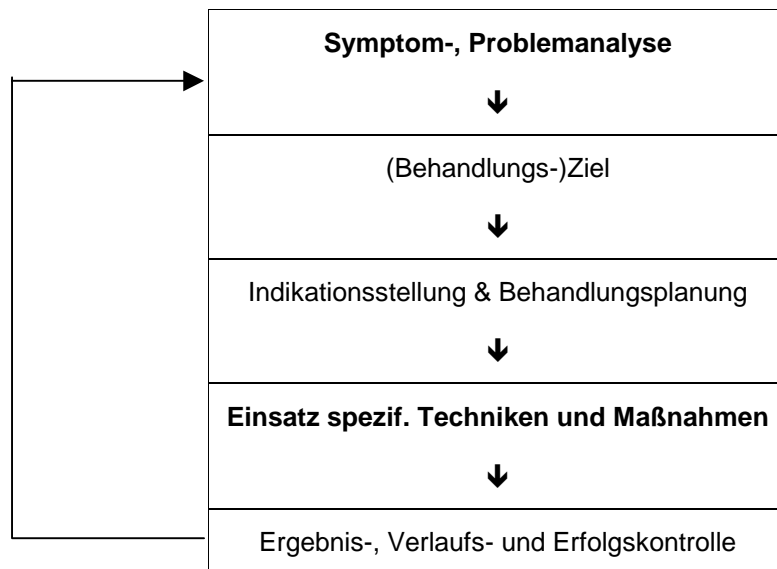 Symptom-, Problemanalyse
(Behandlungs-)Ziel
Indikationsstellung & Behandlungsplanung
Einsatz spezif. Techniken und Maßnahmen
Ergebnis-, Verlaufs- und Erfolgskontrolle